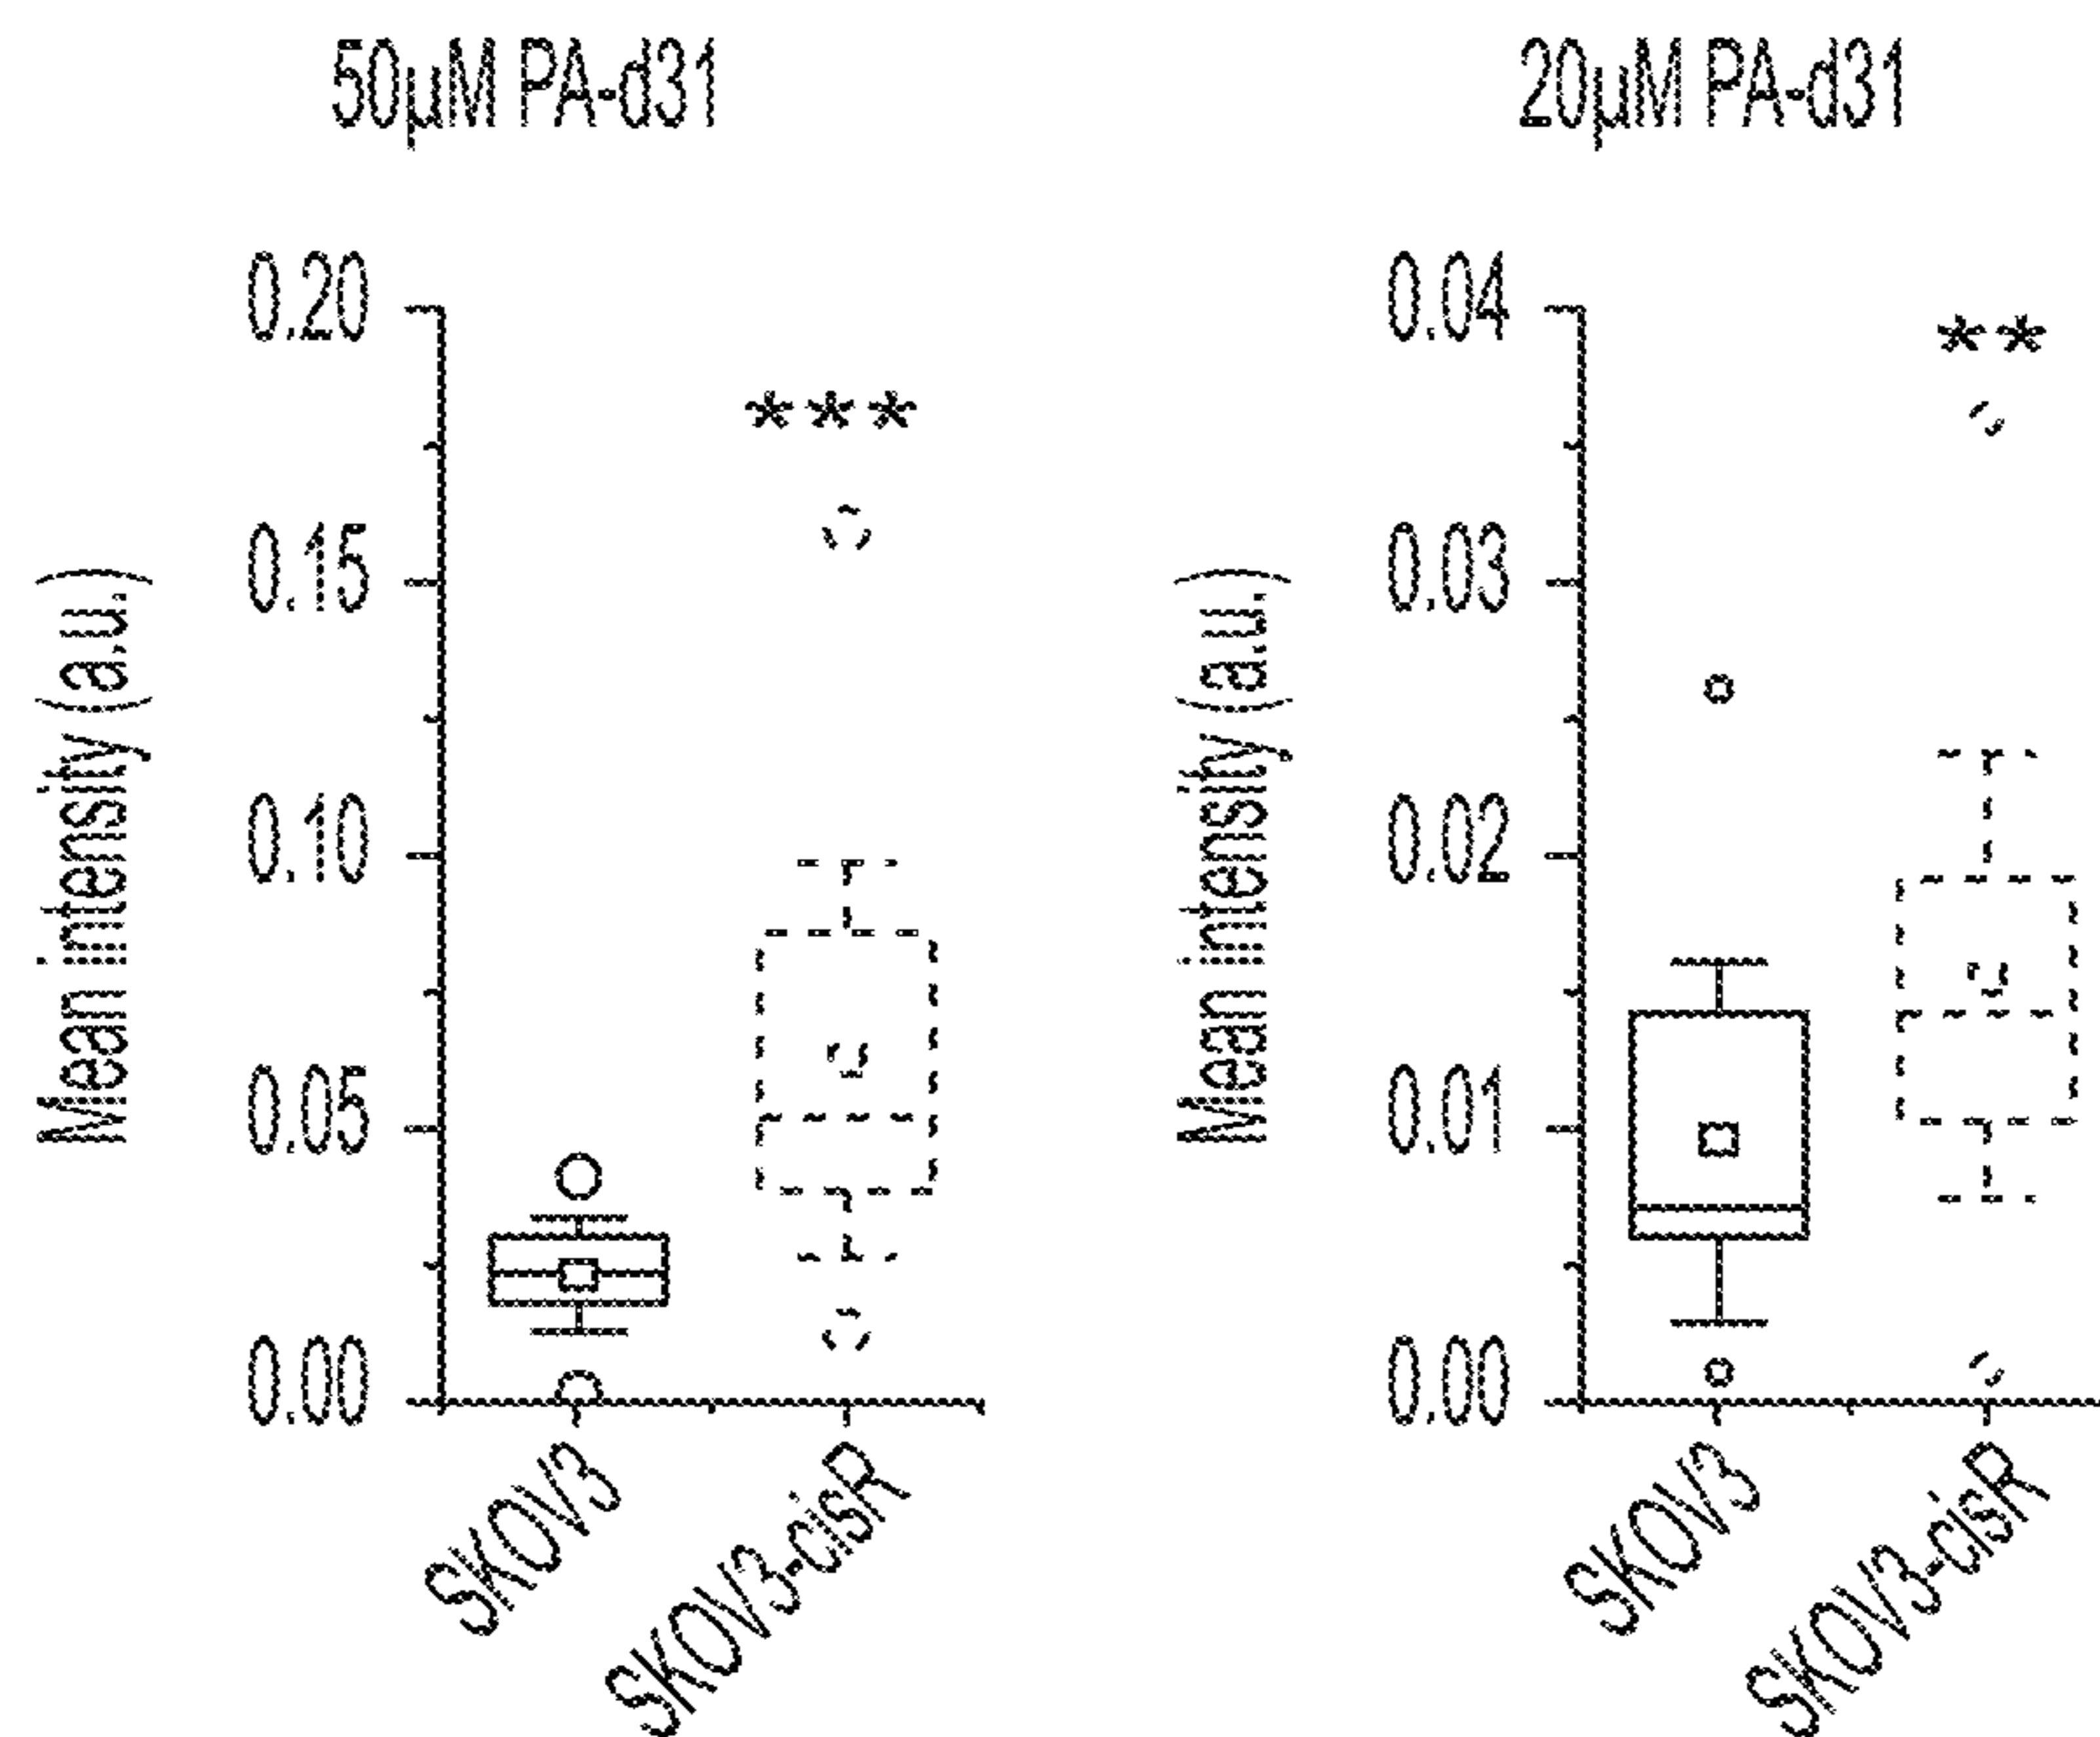 50µM PA-d31
Mean intensity (a.u.)
0.20
0.15
0.10
0.05
0.00
***
SKOV3
SKOV3-cisR
20µM PA-d31
Mean intensity (a.u.)
0.04
0.03
0.02
0.01
0.00
**
SKOV3
SKOV3-cisR